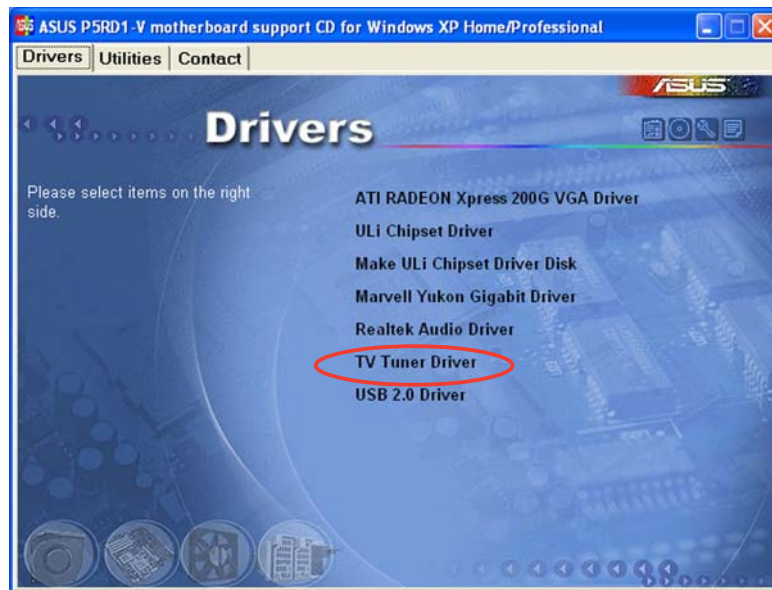 ASUS P5RD1-V motherboard support CD for Windows XP Home/Professional
Drivers Utilities Contact
ASUS
Drivers
Please select items on the right
side.
ATI RADEON Xpress 200G VGA Driver
ULi Chipset Driver
Make ULi Chipset Driver Disk
Marvell Yukon Gigabit Driver
Realtek Audio Driver
TV Tuner Driver
USB 2.0 Driver